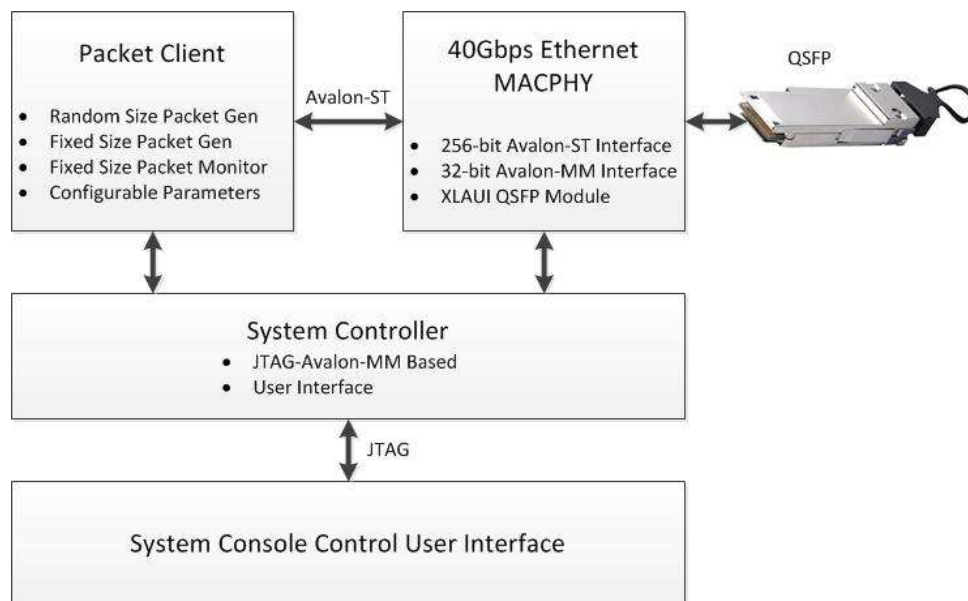 Packet Client
• Random Size Packet Gen
• Fixed Size Packet Gen
• Fixed Size Packet Monitor
• Configurable Parameters
Avalon-ST
40Gbps Ethernet
MACPHY
• 256-bit Avalon-ST Interface
• 32-bit Avalon-MM Interface
• XLAUI QSFP Module
QSFP
System Controller
• JTAG-Avalon-MM Based
• User Interface
JTAG
System Console Control User Interface